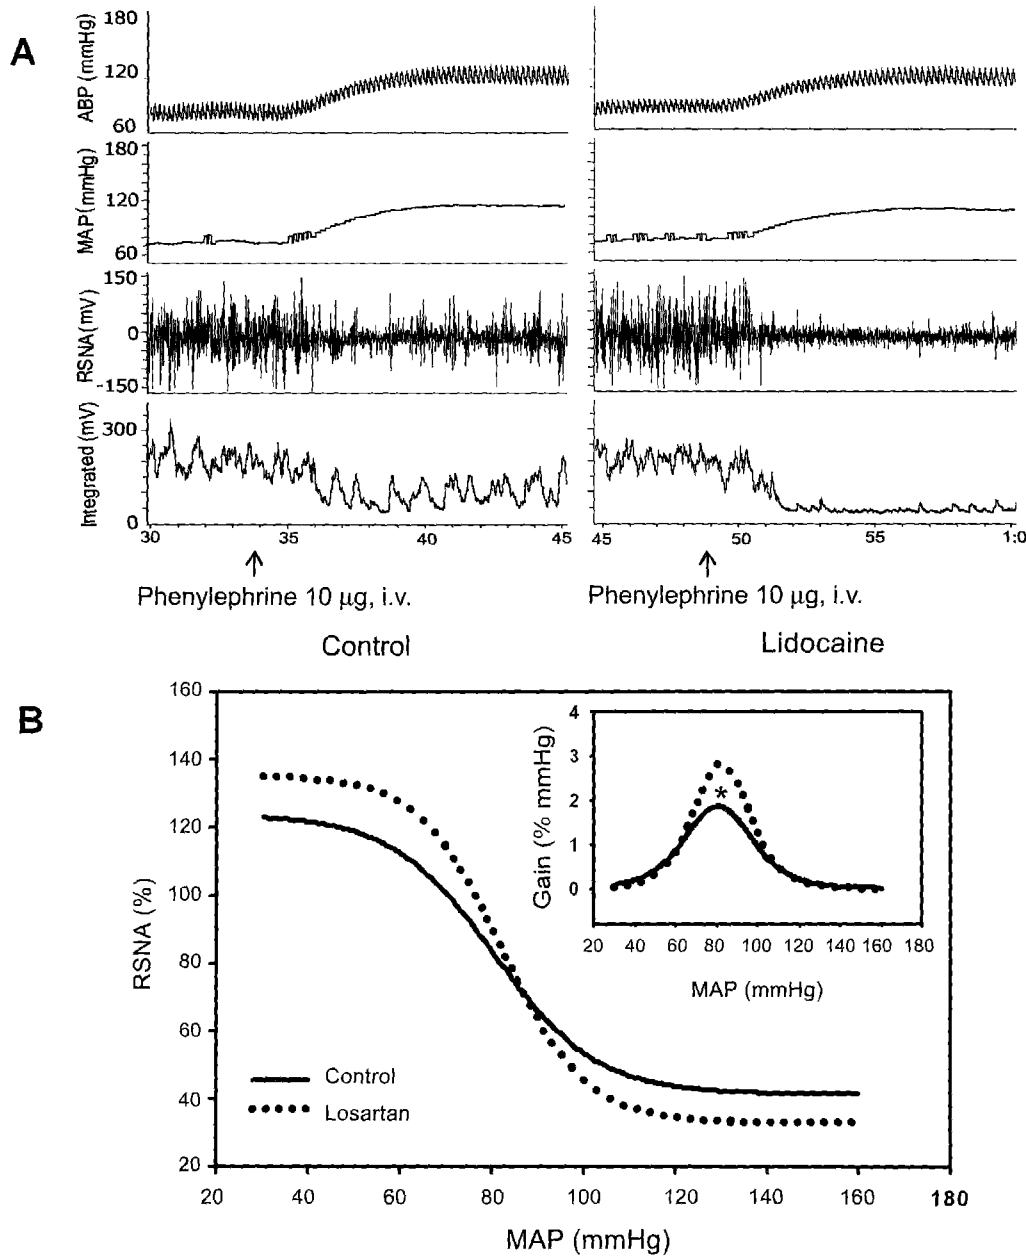 A
ABP (mmHg)
180
120
60
MAP (mmHg)
180
120
60
RSNA (mV)
150
0
-150
Integrated (mV)
300
0
30 35 40 45
45 50 55 1:0
Phenylephrine 10 µg, i.v.
Phenylephrine 10 µg, i.v.
Control
Lidocaine
B
RSNA (%)
160
140
120
100
80
60
40
20
Control
Losartan
20 40 60 80 100 120 140 160 180
MAP (mmHg)
Gain (% mmHg)
4
3
2
1
0
*
20 40 60 80 100 120 140 160 180
MAP (mmHg)